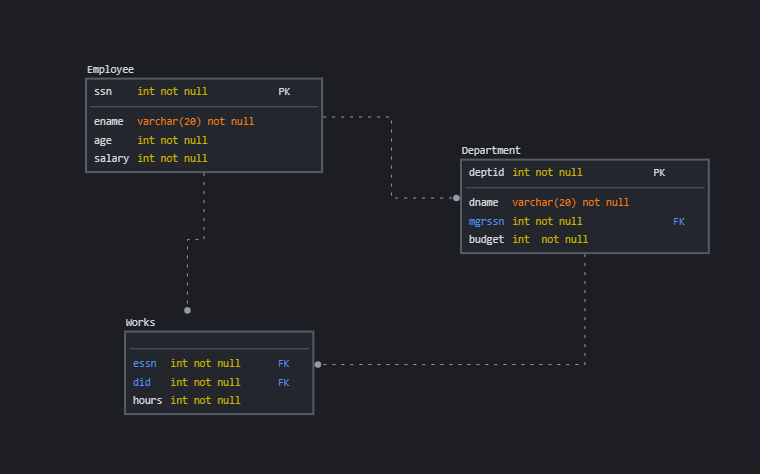 Employee
ssn int not null PK
ename varchar(20) not null
age int not null
salary int not null
Department
deptid int not null PK
dname varchar(20) not null
mgrssn int not null FK
budget int  not null
Works
essn int not null FK
did int not null FK
hours int not null